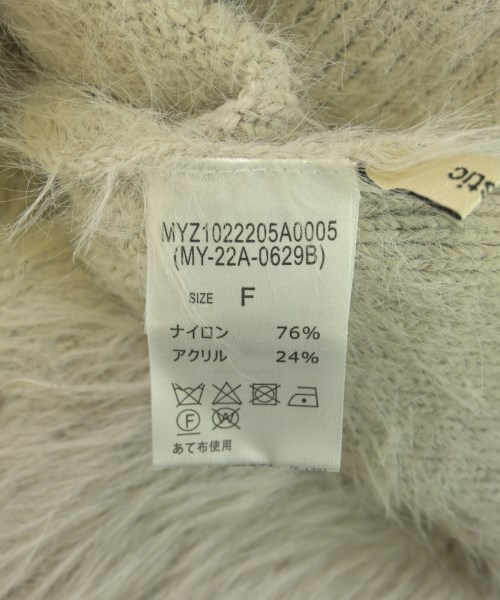 stic
MYZ1022205A0005
(MY-22A-0629B)
SIZE F
ナイロン 76%
アクリル 24%
F W
あて布使用